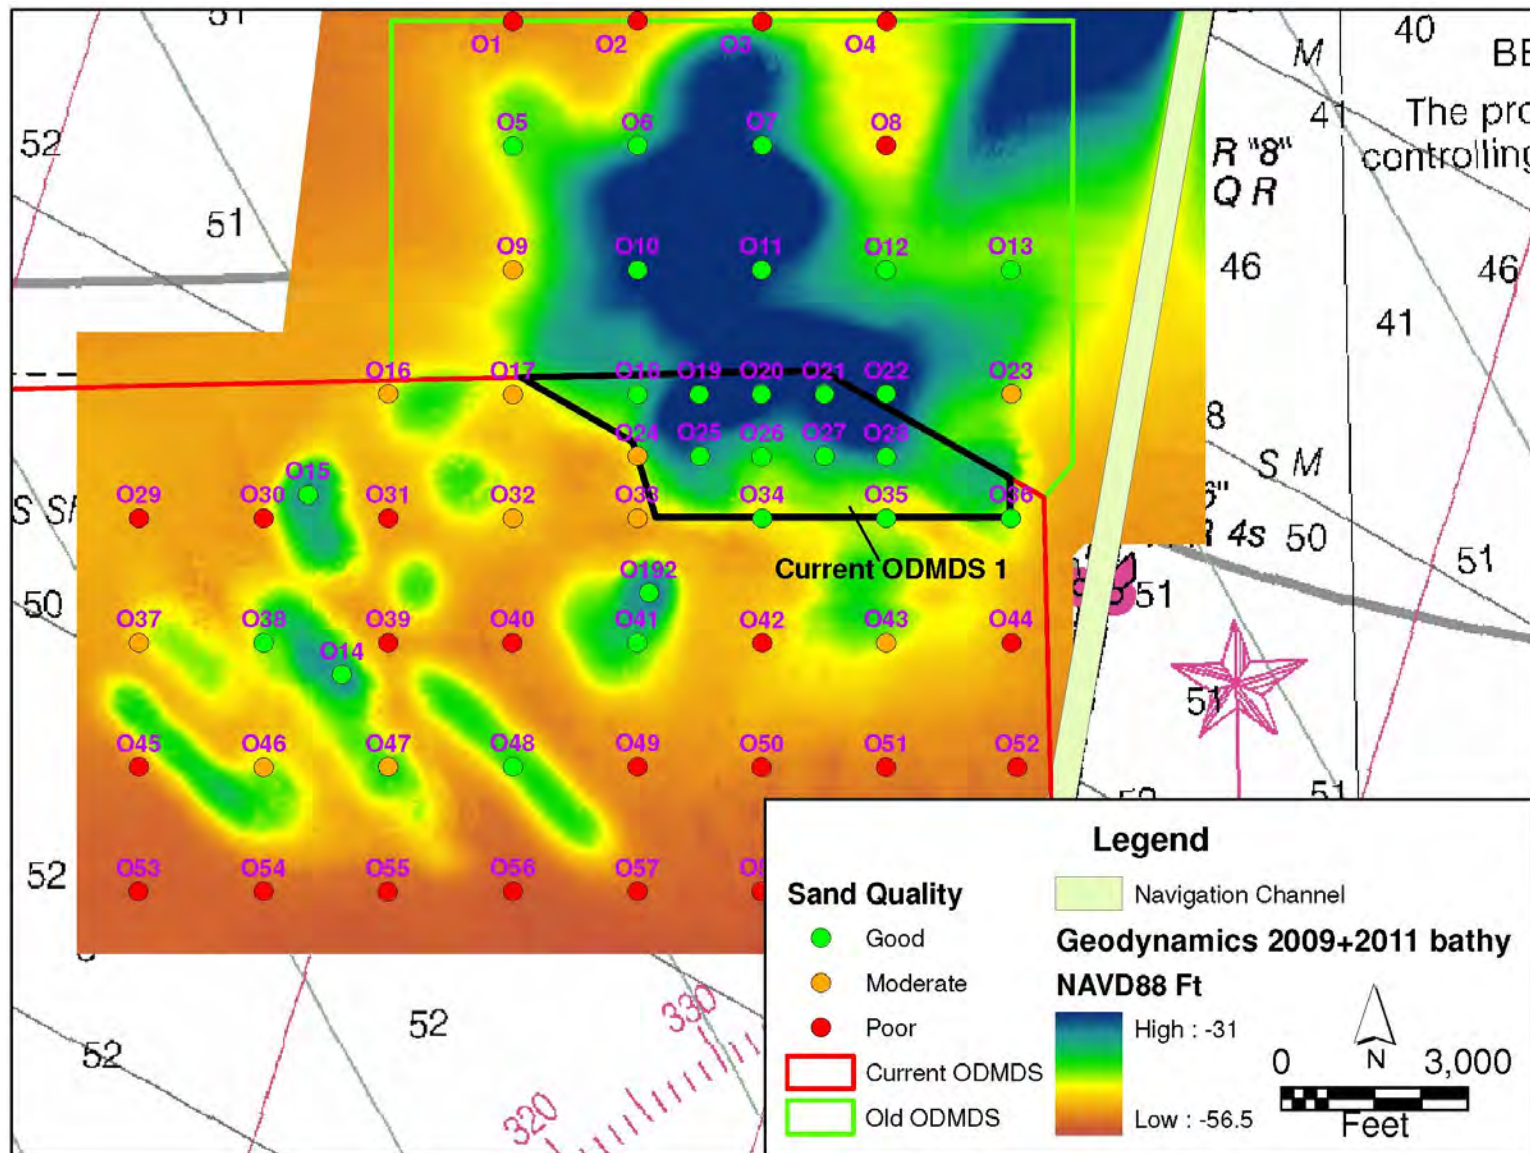 51
40
M
BE
O1
O2
O3
O4
41
The pro
controlling
52
O5
O6
O7
O8
R "8"
Q R
51
O9
O10
O11
O12
O13
46
46
41
O16
O17
O18
O19
O20
O21
O22
O23
8
O24
O25
O26
O27
O28
S M
O15
O29
O30
O31
O32
O33
O34
O35
O36
6"
R 4s
50
51
Current ODMDS 1
O192
50
51
O37
O38
O39
O40
O41
O42
O43
O44
O14
51
O45
O46
O47
O48
O49
O50
O51
O52
51
52
O53
O54
O55
O56
O57
Legend
Sand Quality
Good
Moderate
Poor
Current ODMDS
Old ODMDS
Navigation Channel
Geodynamics 2009+2011 bathy
NAVD88 Ft
High : -31
Low : -56.5
N
0
3,000
Feet
52
52
330
320